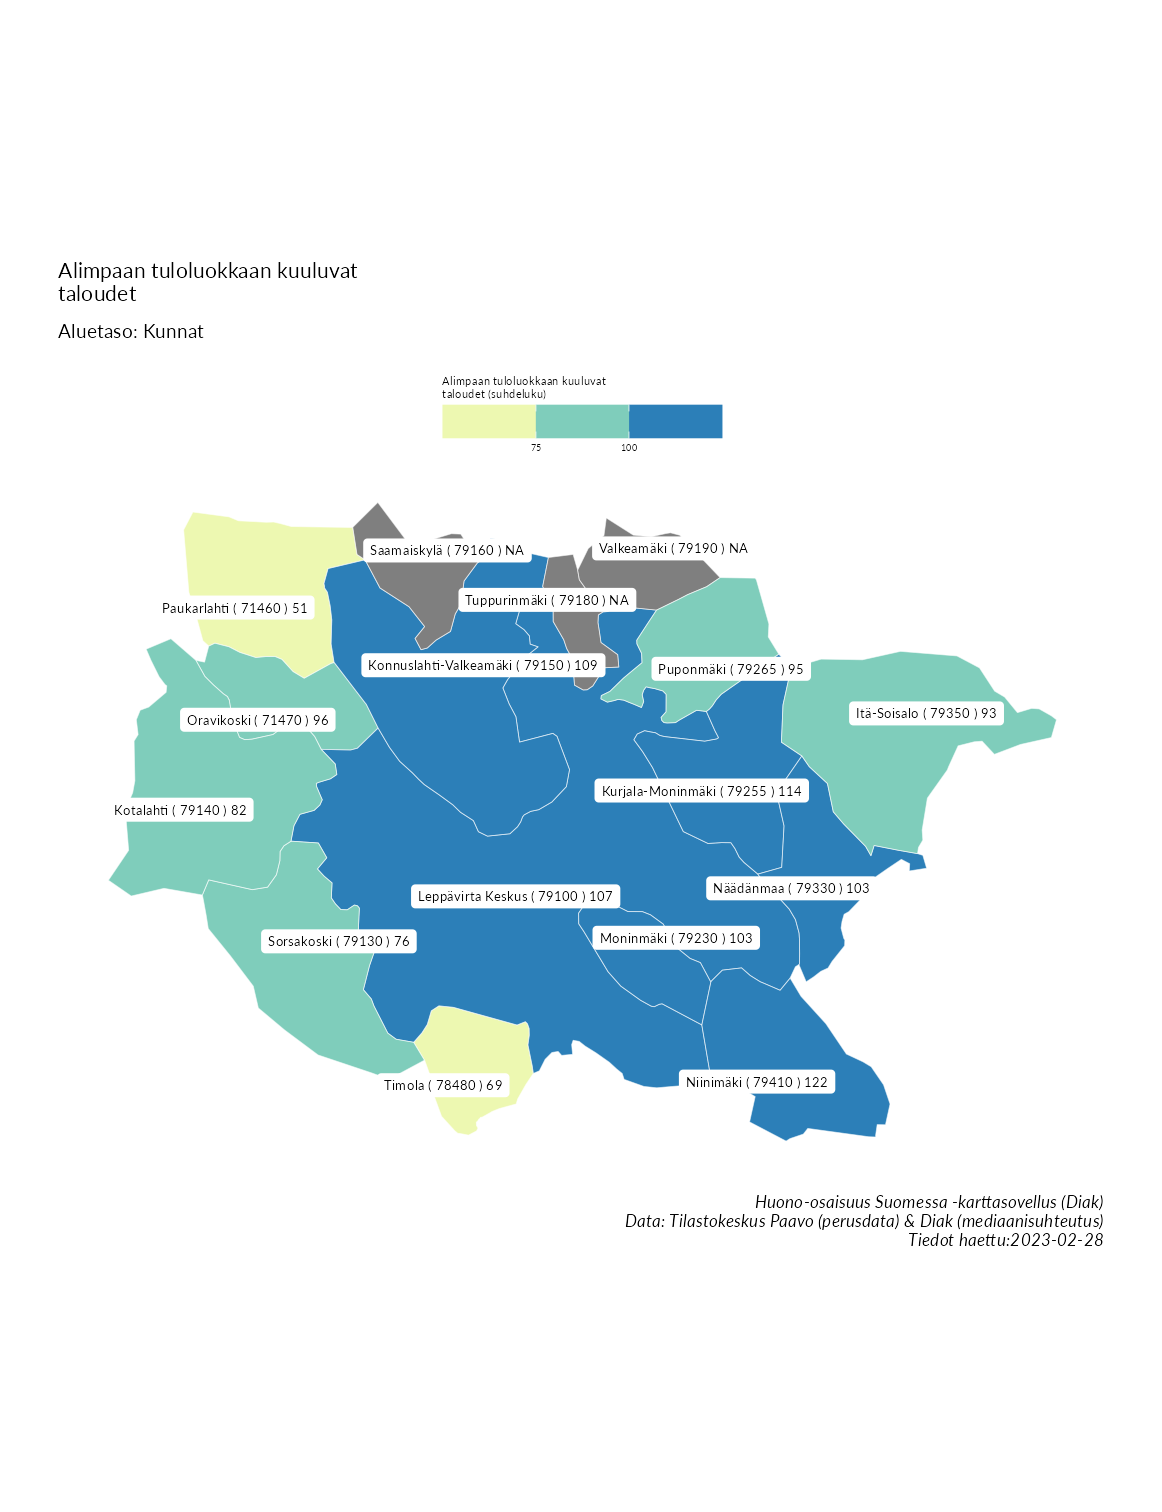 Alimpaan tuloluokkaan kuuluvat
taloudet
Aluetaso: Kunnat
Alimpaan tuloluokkaan kuuluvat
taloudet (suhdeluku)
75
100
Saamaiskylä ( 79160 ) NA
Valkeamäki ( 79190 ) NA
Tuppurinmäki ( 79180 ) NA
Paukarlahti ( 71460 ) 51
Konnuslahti-Valkeamäki ( 79150 ) 109
Puponmäki ( 79265 ) 95
Itä-Soisalo ( 79350 ) 93
Oravikoski ( 71470 ) 96
Kurjala-Moninmäki ( 79255 ) 114
Kotalahti ( 79140 ) 82
Näädänmaa ( 79330 ) 103
Leppävirta Keskus ( 79100 ) 107
Moninmäki ( 79230 ) 103
Sorsakoski ( 79130 ) 76
Niinimäki ( 79410 ) 122
Timola ( 78480 ) 69
Huono-osaisuus Suomessa -karttasovellus (Diak)
Data: Tilastokeskus Paavo (perusdata) & Diak (mediaanisuhteutus)
Tiedot haettu:2023-02-28